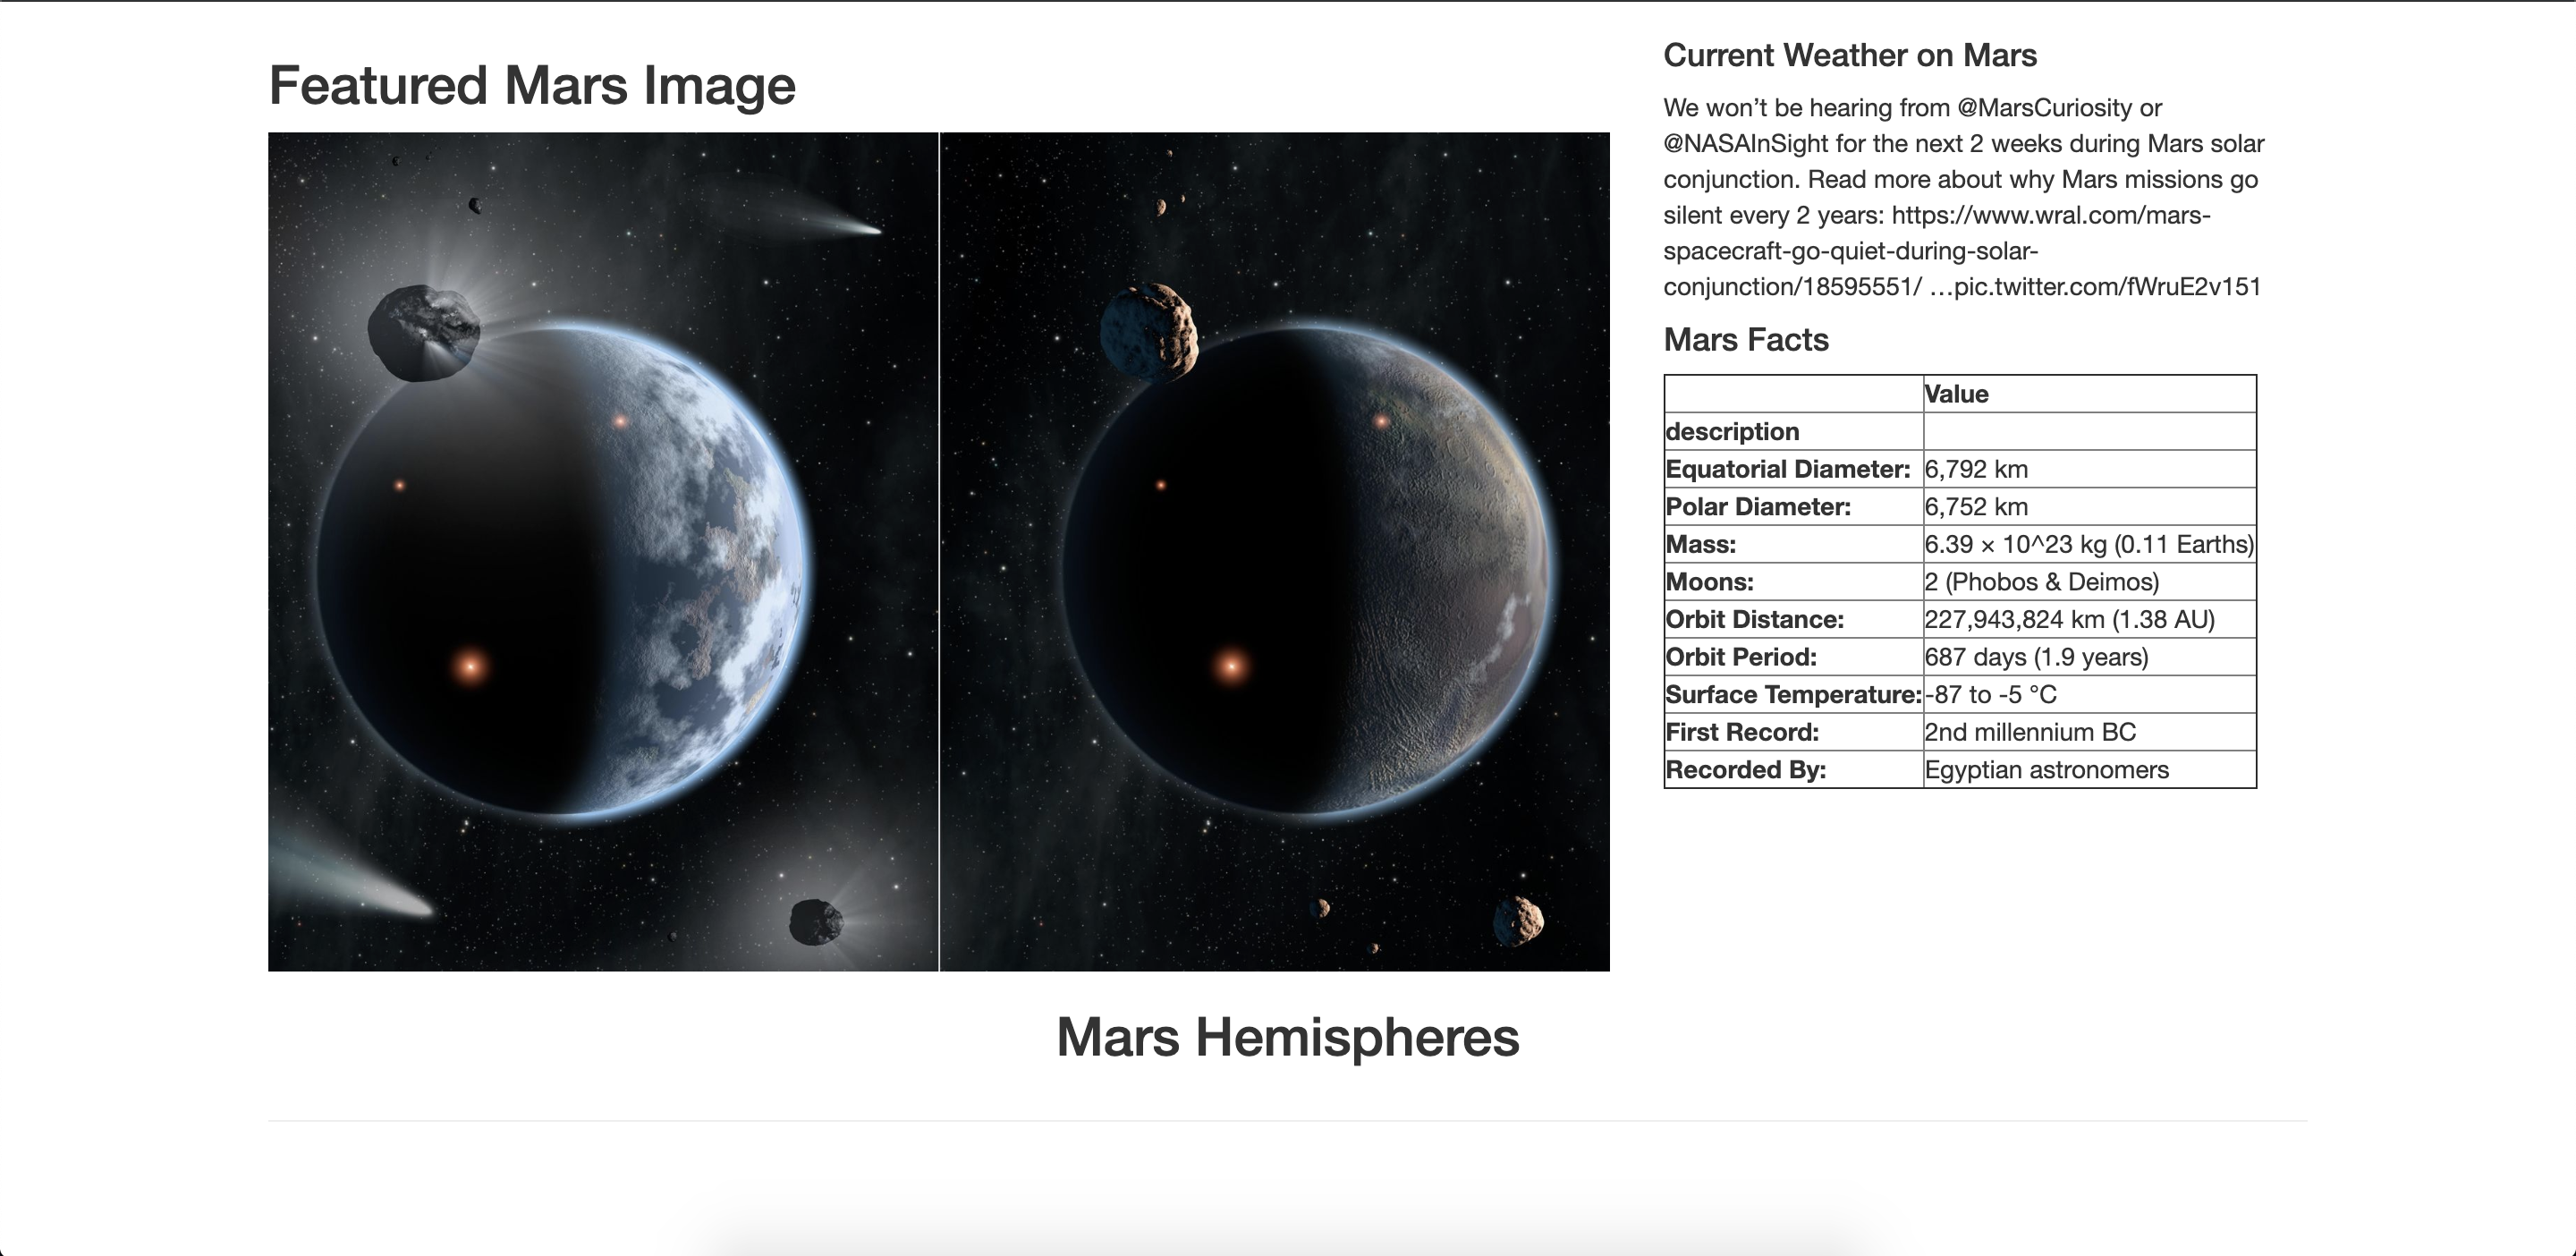 Featured Mars Image
Current Weather on Mars
We won’t be hearing from @MarsCuriosity or
@NASAInSight for the next 2 weeks during Mars solar
conjunction. Read more about why Mars missions go
silent every 2 years: https://www.wral.com/mars-
spacecraft-go-quiet-during-solar-
conjunction/18595551/ …pic.twitter.com/fWruE2v151
Mars Facts
Value
description
Equatorial Diameter: 6,792 km
Polar Diameter: 6,752 km
Mass: 6.39 × 10^23 kg (0.11 Earths)
Moons: 2 (Phobos & Deimos)
Orbit Distance: 227,943,824 km (1.38 AU)
Orbit Period: 687 days (1.9 years)
Surface Temperature: -87 to -5 °C
First Record: 2nd millennium BC
Recorded By: Egyptian astronomers
Mars Hemispheres